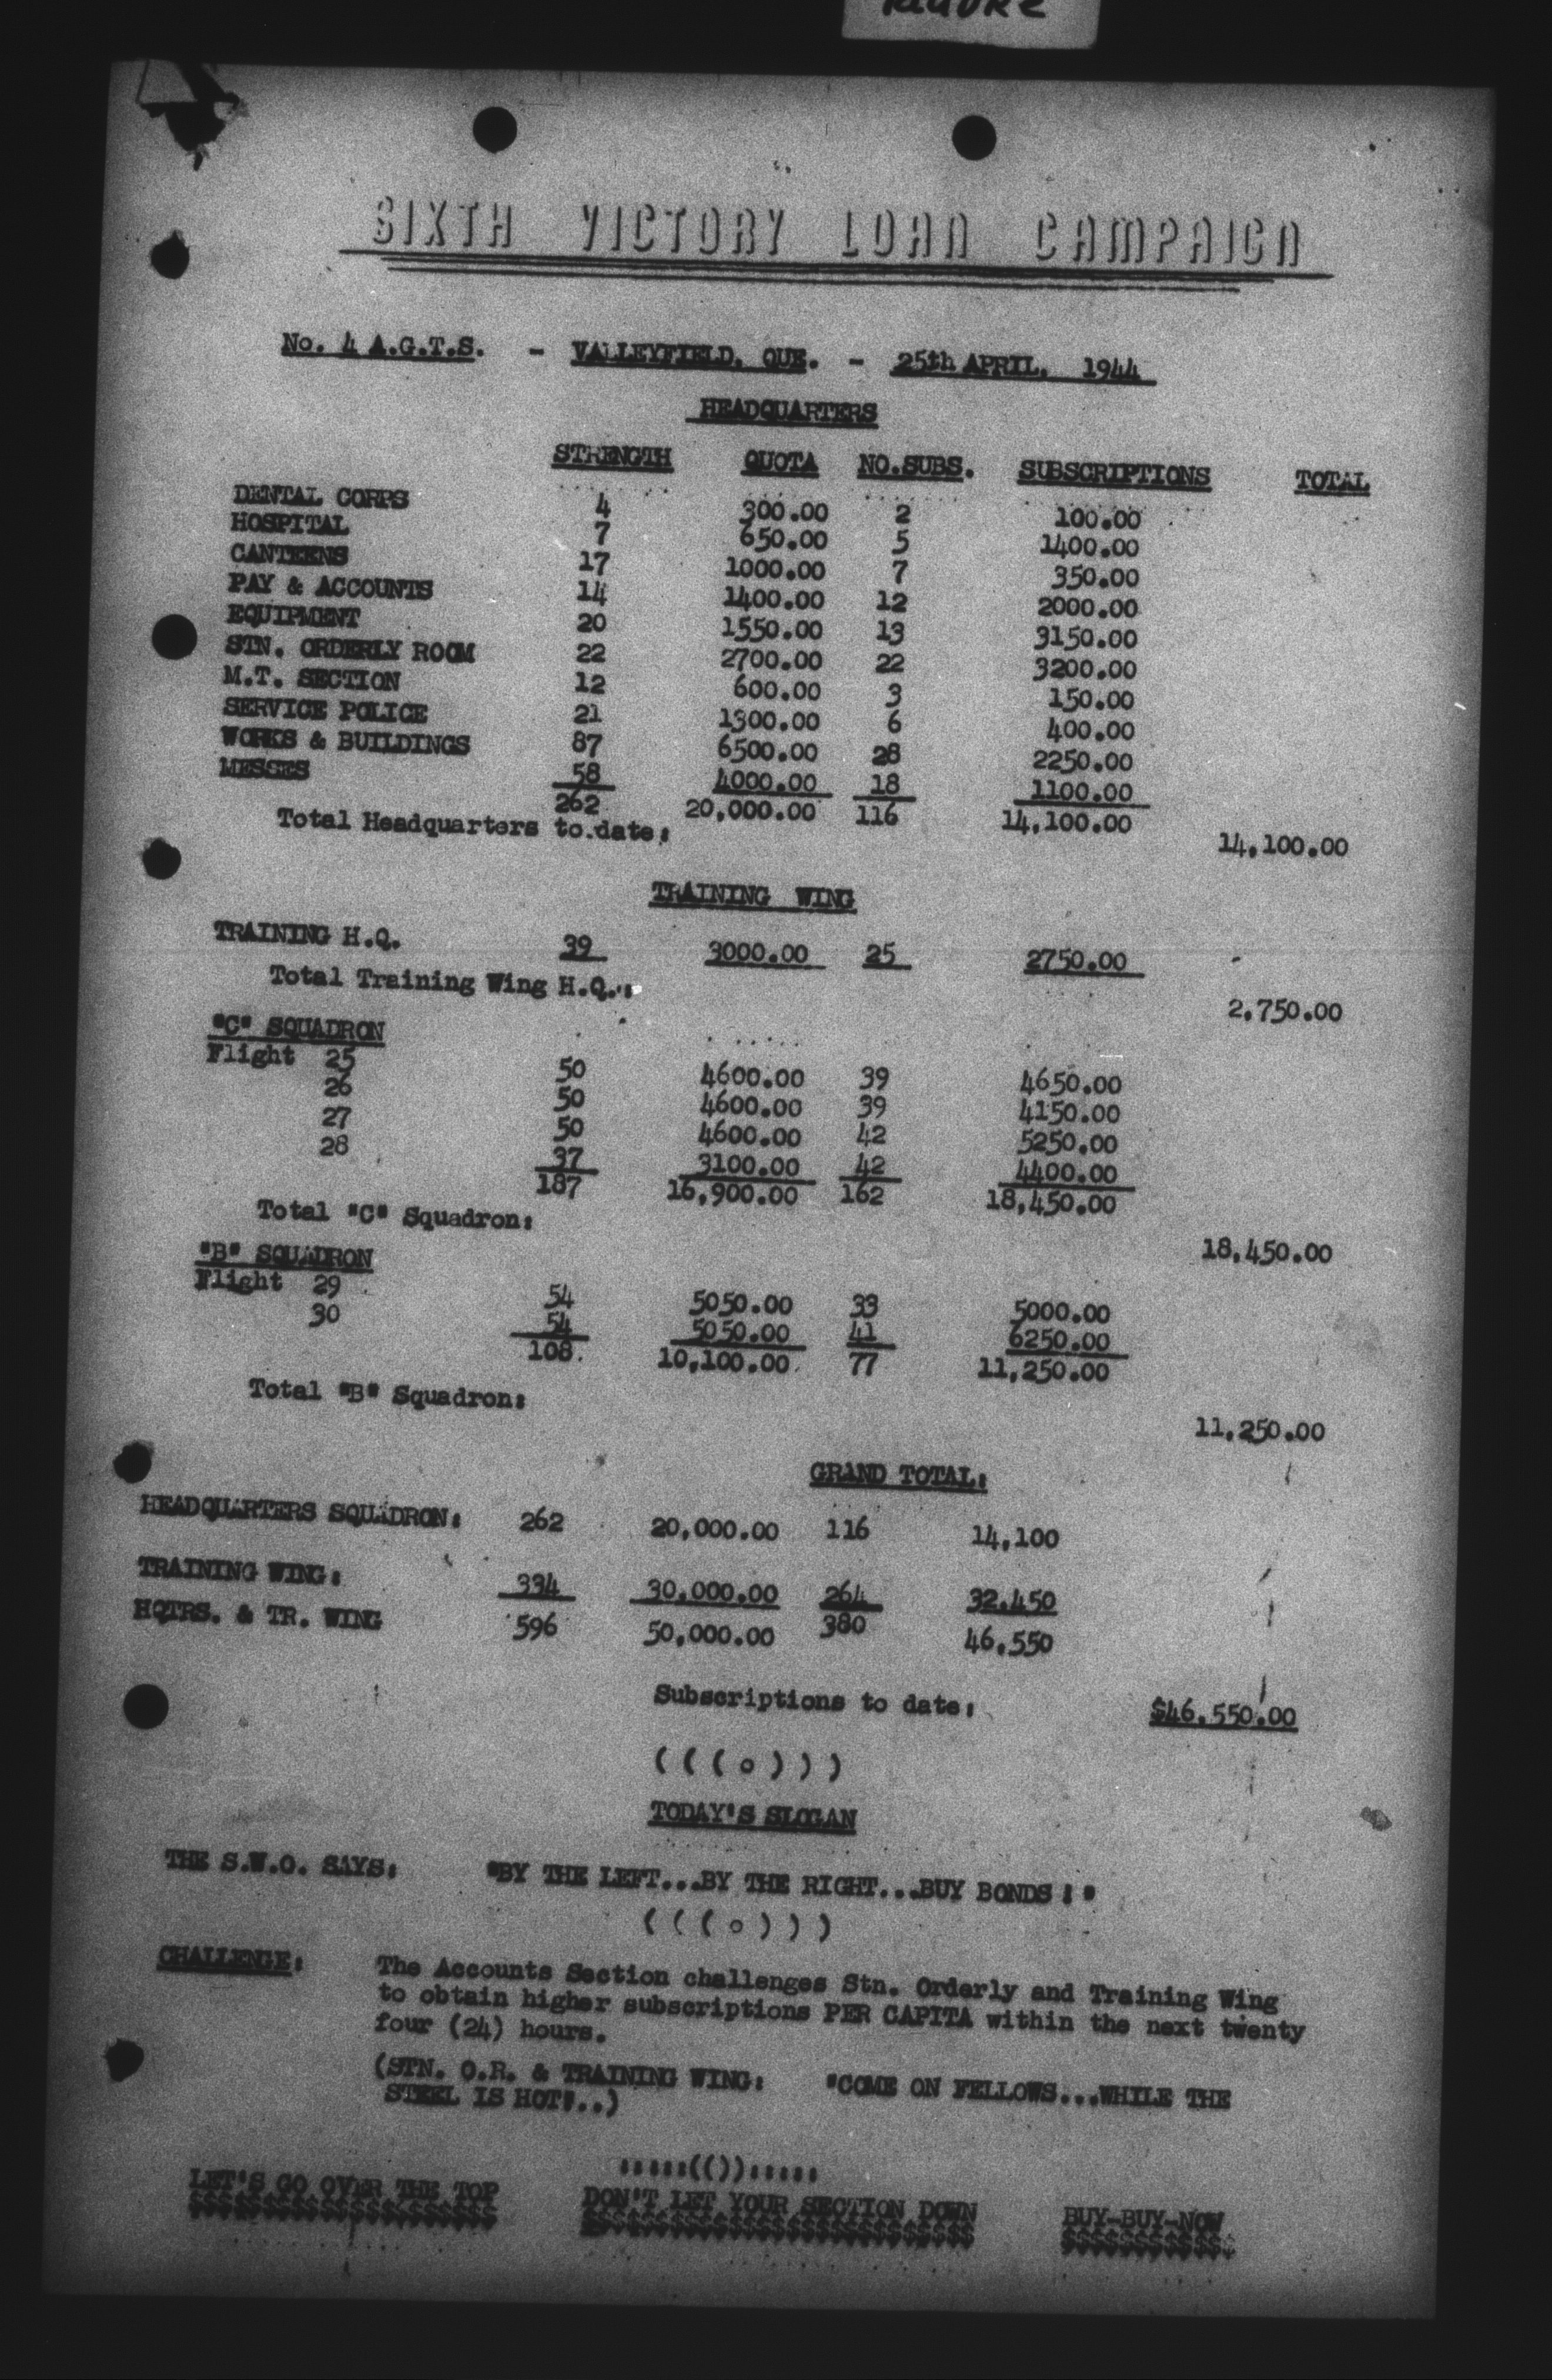 SIXTH VICTORY LOAN CAMPAIGN
No. 4 A.G.T.S. - VALLEYFIELD, QUE. - 25th APRIL, 1944
HEADQUARTERS
STRENGTH QUOTA NO.SUBS. SUBSCRIPTIONS TOTAL
DENTAL CORPS 4 300.00 2 100.00
HOSPITAL 7 650.00 5 1400.00
CANTEENS 17 1000.00 7 350.00
PAY & ACCOUNTS 14 1400.00 12 2000.00
EQUIPMENT 20 1550.00 13 3150.00
STN. ORDERLY ROOM 22 2700.00 22 3200.00
M.T. SECTION 12 600.00 3 150.00
SERVICE POLICE 21 1300.00 6 400.00
WORKS & BUILDINGS 87 6500.00 28 2250.00
MESSES 58 4000.00 18 1100.00
262 20,000.00 116 14,100.00
Total Headquarters to date: 14,100.00
TRAINING WING
TRAINING H.Q. 39 3000.00 25 2750.00
Total Training Wing H.Q.: 2,750.00
"C" SQUADRON
Flight 25 50 4600.00 39 4650.00
26 50 4600.00 39 4150.00
27 50 4600.00 42 5250.00
28 37 3100.00 42 4400.00
187 16,900.00 162 18,450.00
Total "C" Squadron: 18,450.00
"B" SQUADRON
Flight 29 54 5050.00 33 5000.00
30 54 5050.00 41 6250.00
108. 10,100.00 77 11,250.00
Total "B" Squadron: 11,250.00
GRAND TOTAL:
HEADQUARTERS SQUADRON: 262 20,000.00 116 14,100
TRAINING WING: 334 30,000.00 264 32,450
HQTRS. & TR. WING 596 50,000.00 380 46,550
Subscriptions to date: $46,550.00
(((o)))
TODAY'S SLOGAN
THE S.W.O. SAYS: "BY THE LEFT...BY THE RIGHT...BUY BONDS!"
(((o)))
CHALLENGE: The Accounts Section challenges Stn. Orderly and Training Wing
to obtain higher subscriptions PER CAPITA within the next twenty
four (24) hours.
(STN. O.R. & TRAINING WING: "COME ON FELLOWS...WHILE THE
STEEL IS HOT"..)
:::::(()):::::
LET'S GO OVER THE TOP DON'T LET YOUR SECTION DOWN BUY-BUY-NOW
$$$$$$$$$$$$$$$$$$$$$ $$$$$$$$$$$$$$$$$$$$$$$$$$$ $$$$$$$$$$$